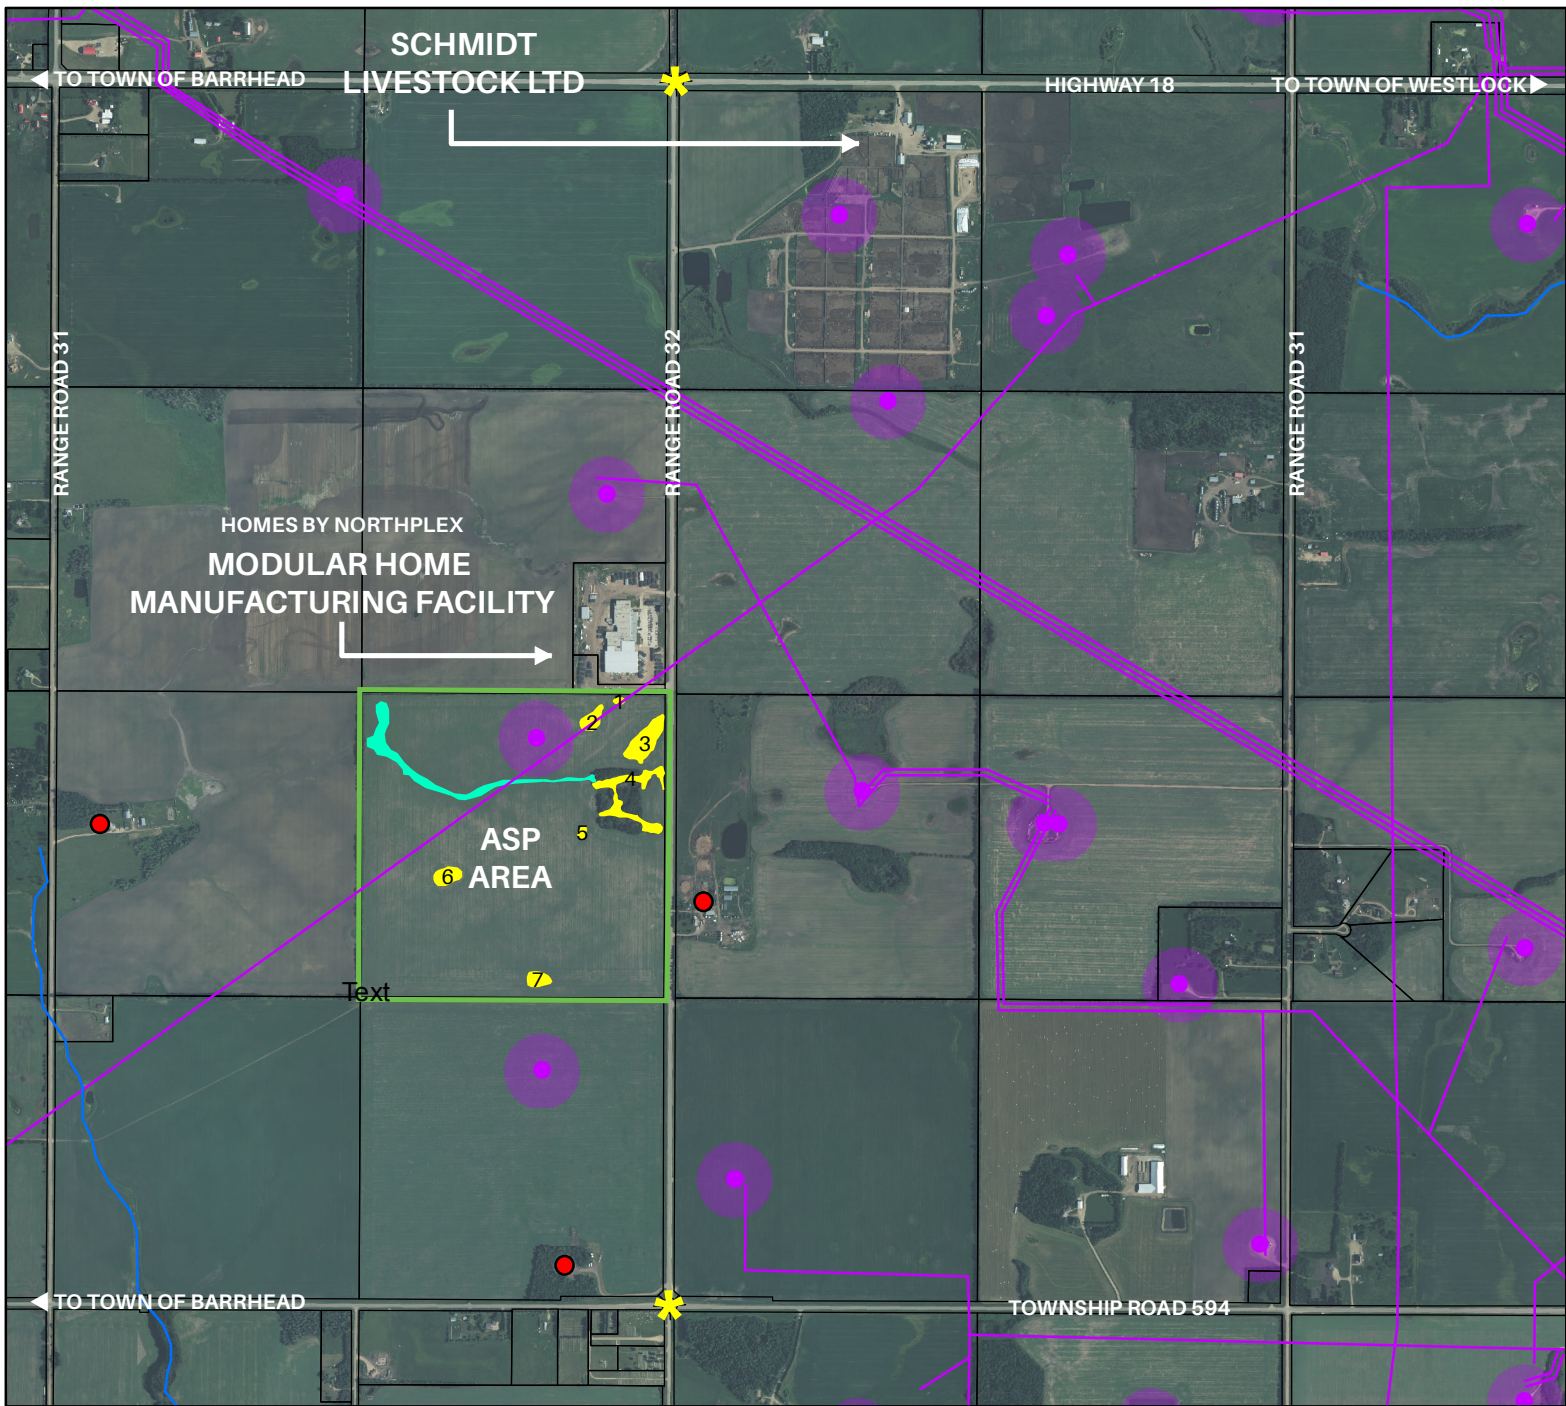 SCHMIDT
LIVESTOCK LTD
TO TOWN OF BARRHEAD
HIGHWAY 18
TO TOWN OF WESTLOCK
RANGE ROAD 31
RANGE ROAD 32
RANGE ROAD 31
HOMES BY NORTHPLEX
MODULAR HOME
MANUFACTURING FACILITY
1
2
3
4
5
ASP
AREA
6
7
Text
TO TOWN OF BARRHEAD
TOWNSHIP ROAD 594